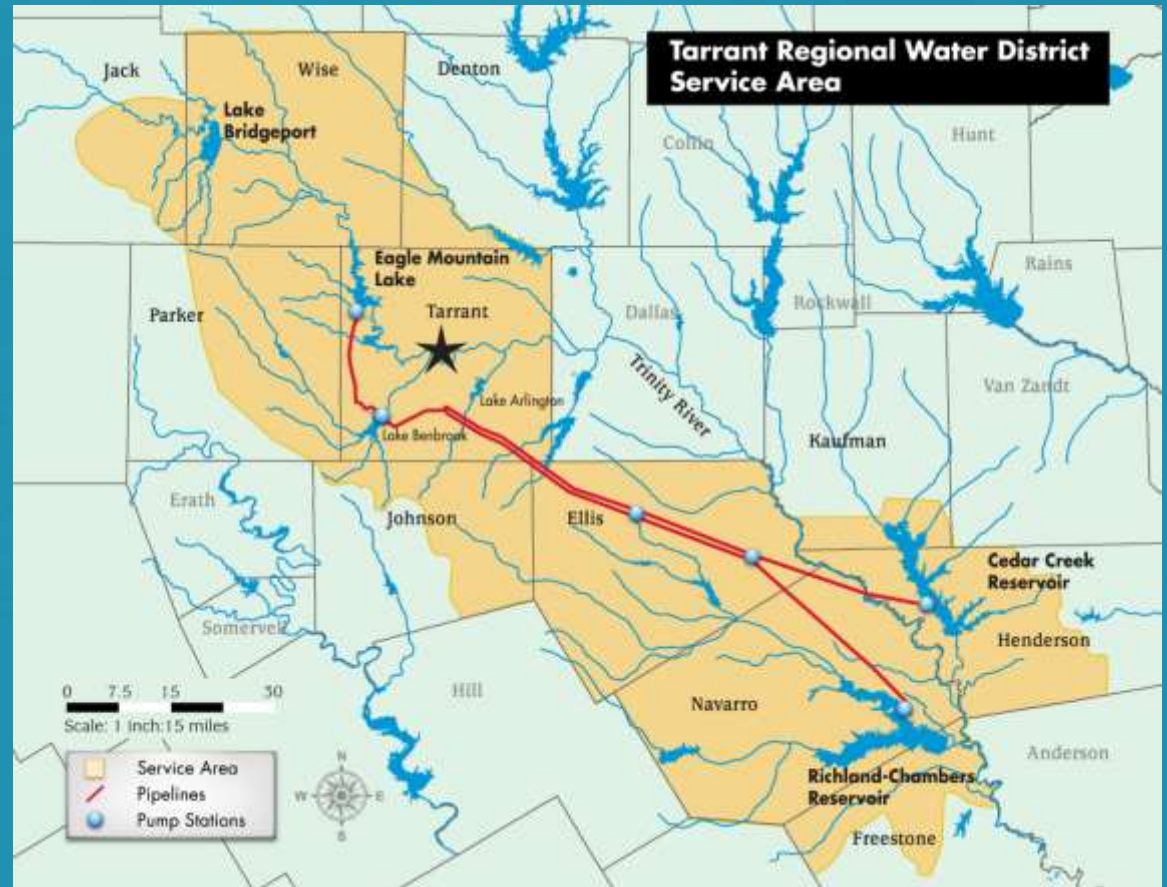 Tarrant Regional Water District
Service Area
Jack
Wise
Denton
Collin
Hunt
Lake
Bridgeport
Eagle Mountain
Lake
Rains
Parker
Tarrant
Dallas
Rockwall
Trinity River
Van Zandt
Lake Arlington
Lake Benbrook
Kaufman
Erath
Johnson
Ellis
Cedar Creek
Reservoir
Somervell
Henderson
Hill
Navarro
0 7.5 15 30
Scale: 1 inch:15 miles
Anderson
Service Area
Pipelines
Pump Stations
N
W E
S
Richland-Chambers
Reservoir
Freestone